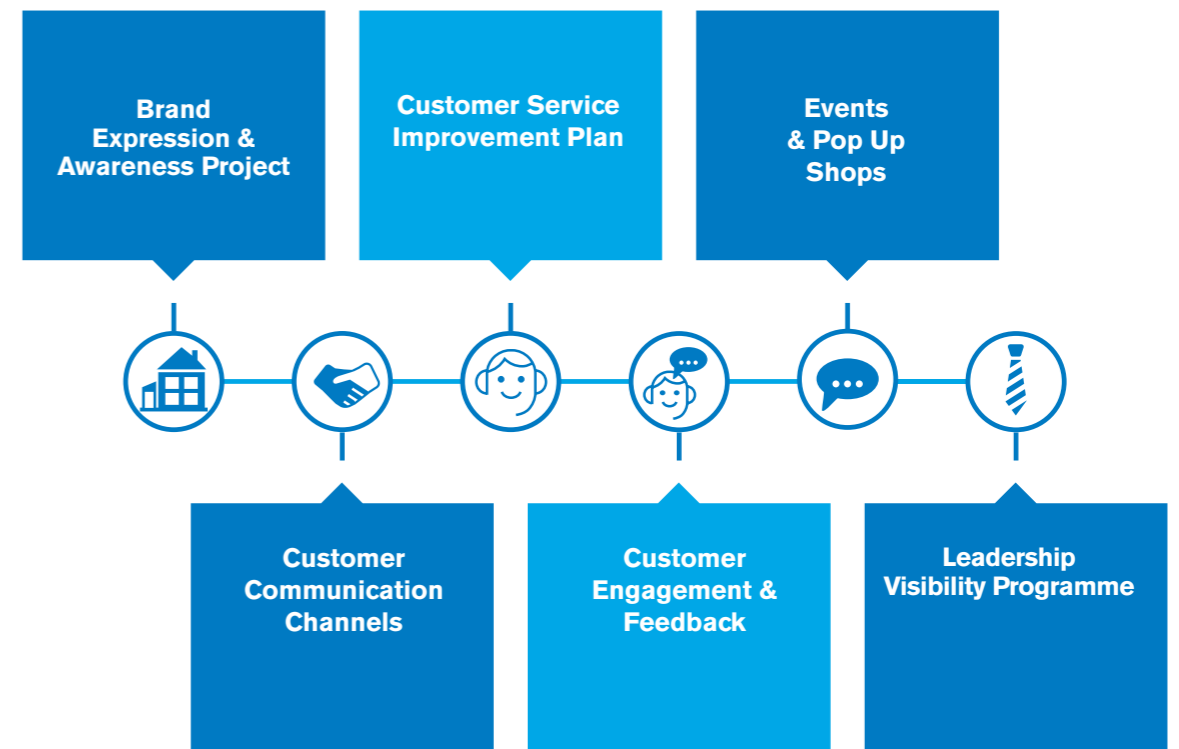 Brand
Expression &
Awareness Project
Customer Service
Improvement Plan
Events
& Pop Up
Shops
Customer
Communication
Channels
Customer
Engagement &
Feedback
Leadership
Visibility Programme